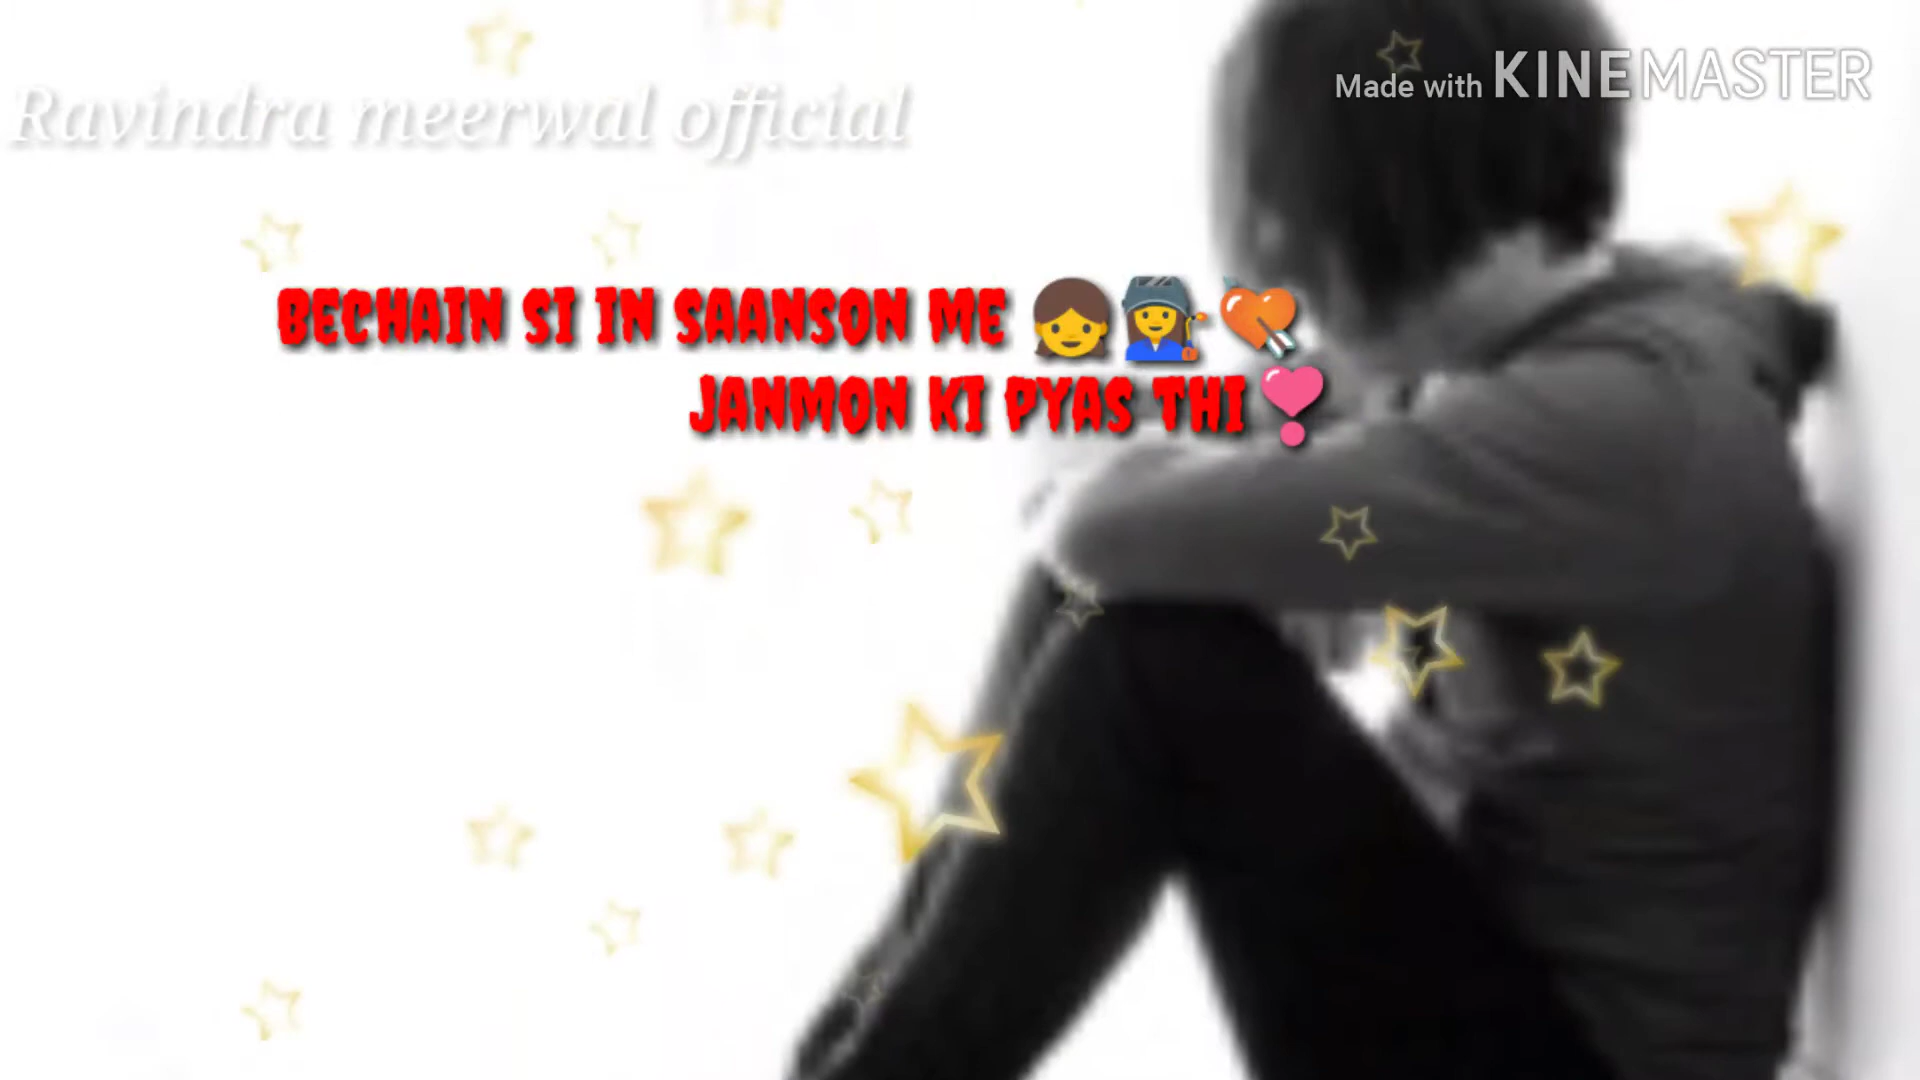 Made with KINEMASTER
Ravindra meerwal official
BECHAIN SI IN SAANSON ME 👧👩‍🏭💘
JANMON KI PYAS THI❣